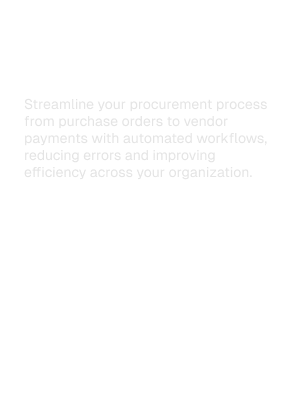 Streamline your procurement process
from purchase orders to vendor
payments with automated workflows,
reducing errors and improving
efficiency across your organization.